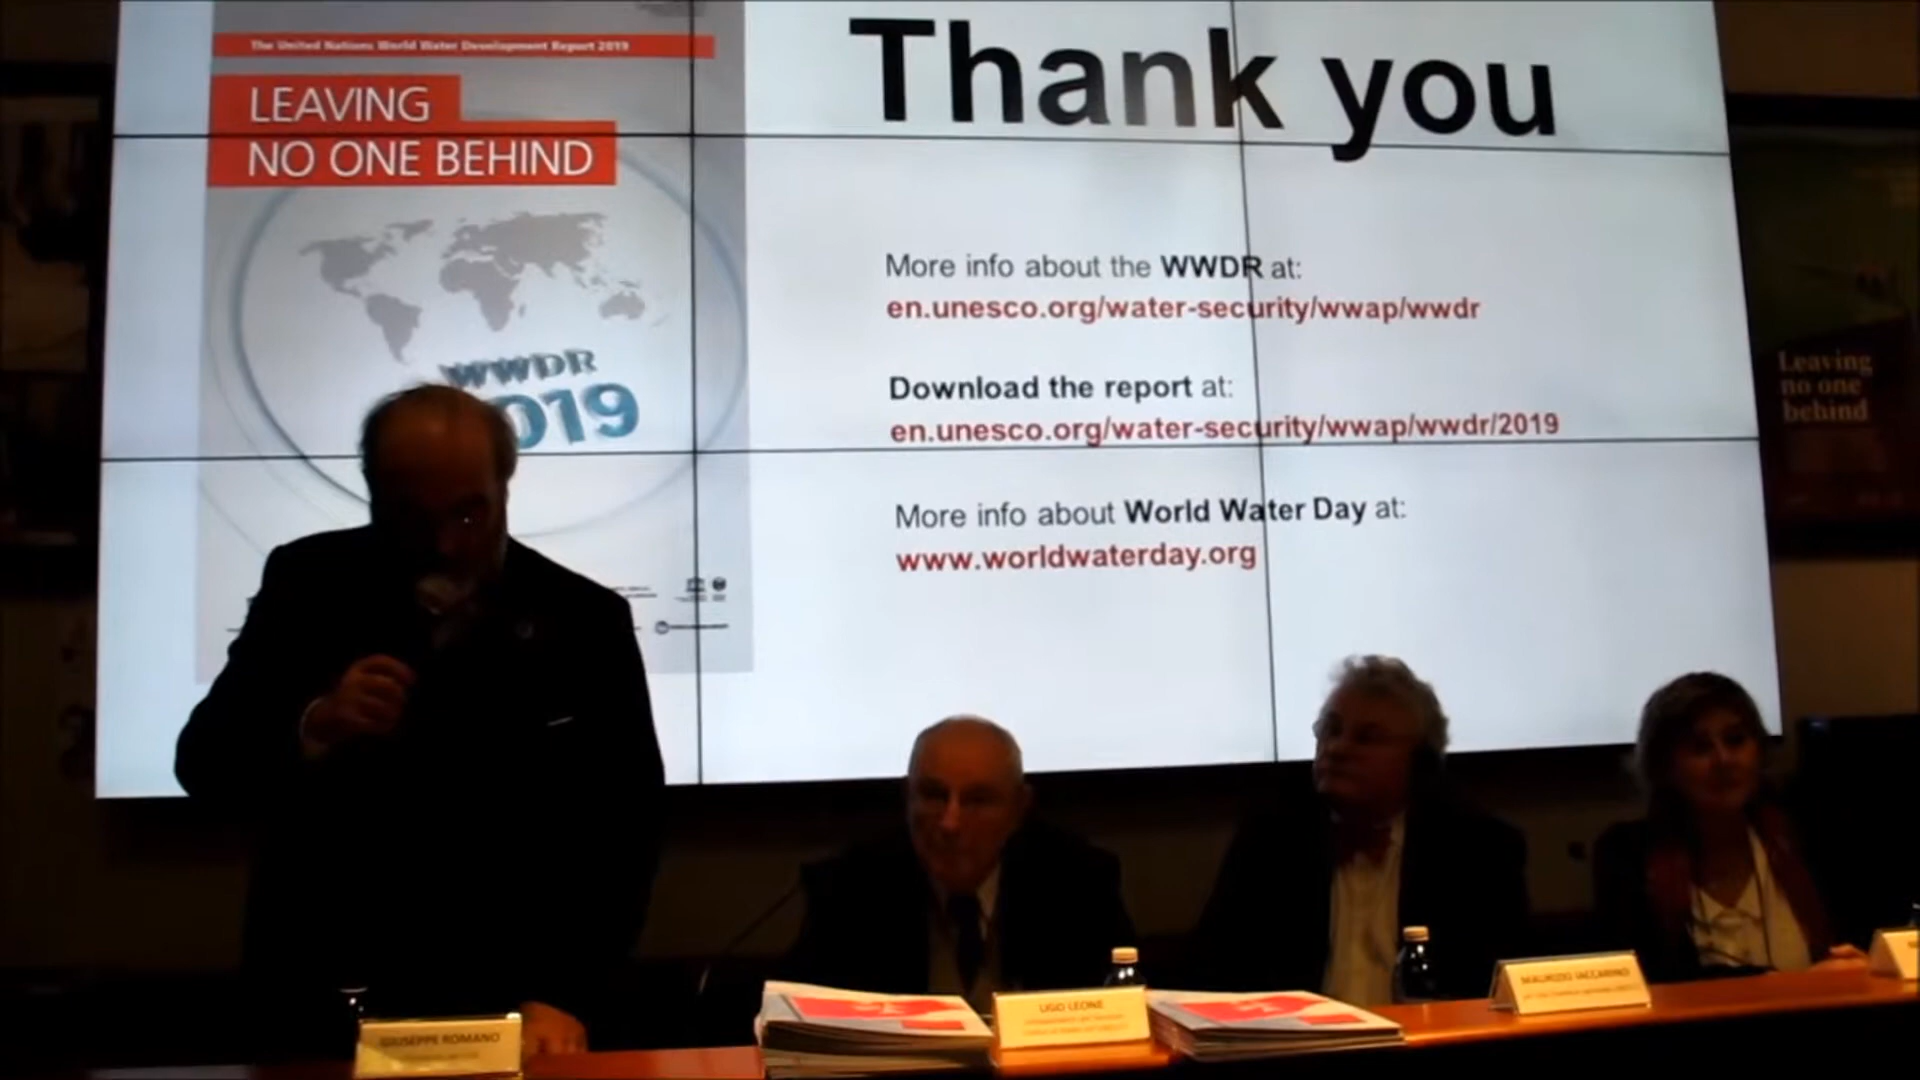 The United Nations World Water Development Report 2019
LEAVING
NO ONE BEHIND
WWDR
019
Thank you
More info about the WWDR at:
en.unesco.org/water-security/wwap/wwdr
Download the report at:
en.unesco.org/water-security/wwap/wwdr/2019
More info about World Water Day at:
www.worldwaterday.org
Leaving
no one
behind
GIUSEPPE ROMANO
UGO LEONE
MAURIZIO IACCARINO